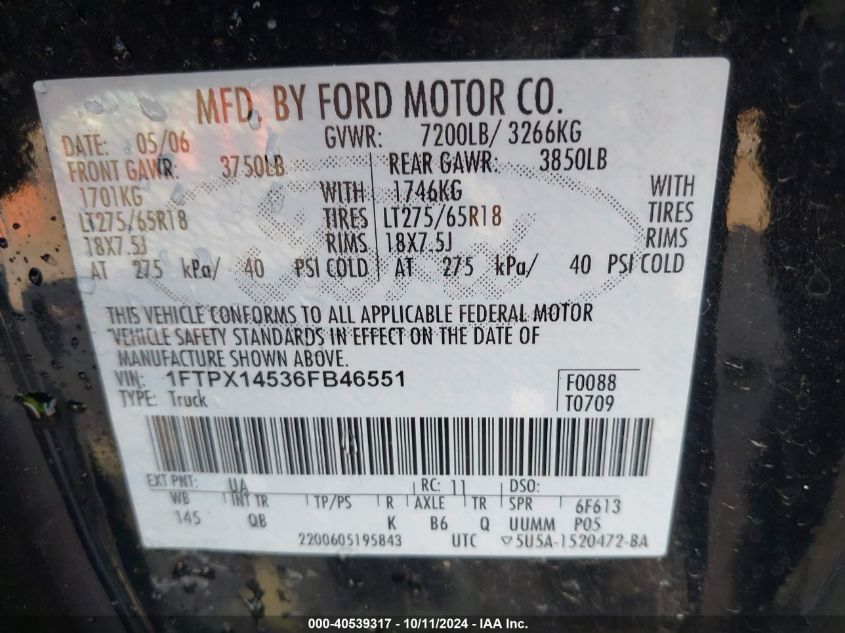 MFD. BY FORD MOTOR CO.
DATE: 05/06 GVWR: 7200LB/ 3266KG
FRONT GAWR: 3750LB REAR GAWR: 3850LB
1701KG WITH 1746KG WITH
LT275/65R18 TIRES LT275/65R18 TIRES
18X7.5J RIMS 18X7.5J RIMS
AT 275 kPa/ 40 PSI COLD AT 275 kPa/ 40 PSI COLD
THIS VEHICLE CONFORMS TO ALL APPLICABLE FEDERAL MOTOR
VEHICLE SAFETY STANDARDS IN EFFECT ON THE DATE OF
MANUFACTURE SHOWN ABOVE.
VIN: 1FTPX14536FB46551 F0088
TYPE: Truck T0709
EXT PNT: UA RC: 11 DSO:
WB INT TR TP/PS R AXLE TR SPR 6F613
145 QB K B6 Q UUMM POS
2200605195843 UTC ▽5U5A-1520472-BA
000-40539317 - 10/11/2024 - IAA Inc.